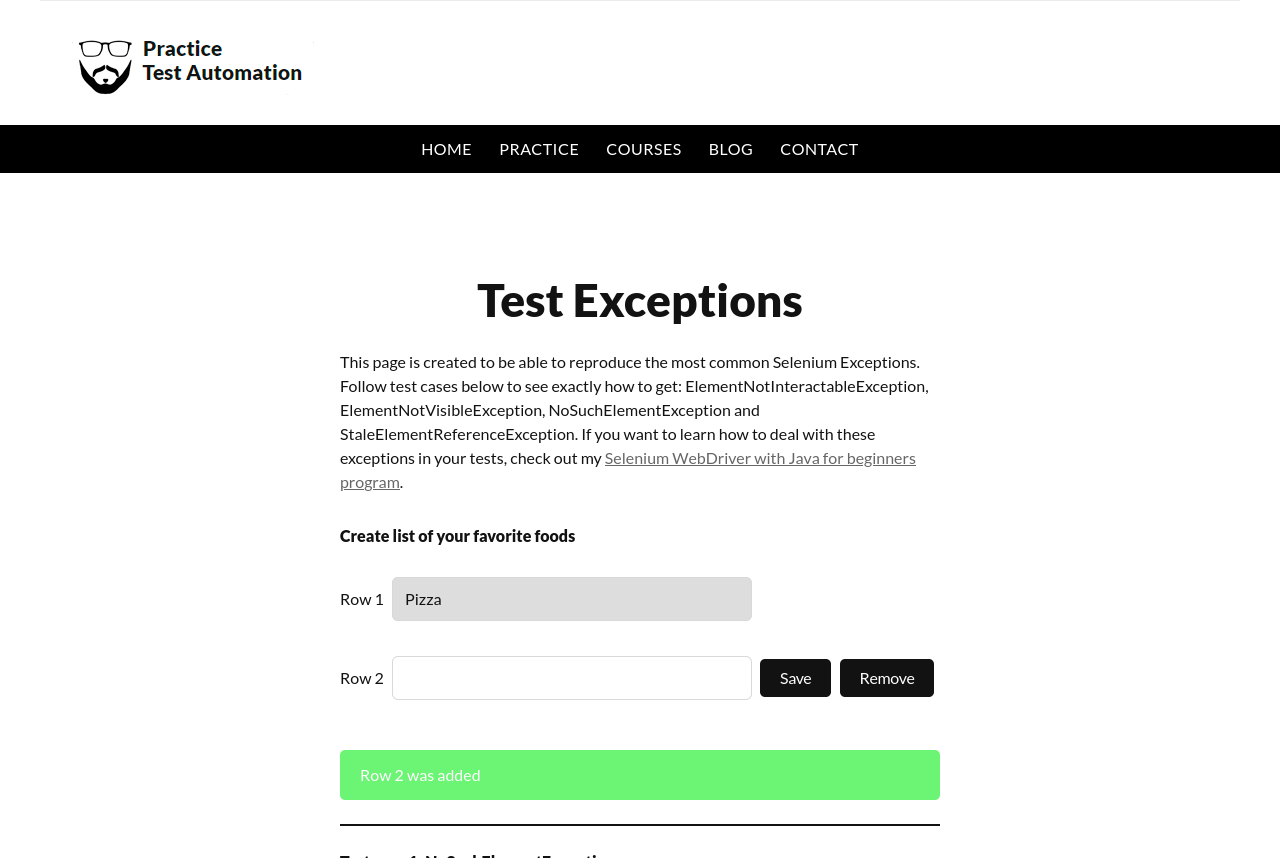 Practice
Test Automation
HOME PRACTICE COURSES BLOG CONTACT
Test Exceptions
This page is created to be able to reproduce the most common Selenium Exceptions.
Follow test cases below to see exactly how to get: ElementNotInteractableException,
ElementNotVisibleException, NoSuchElementException and
StaleElementReferenceException. If you want to learn how to deal with these
exceptions in your tests, check out my Selenium WebDriver with Java for beginners
program.
Create list of your favorite foods
Row 1 Pizza
Row 2 Save Remove
Row 2 was added